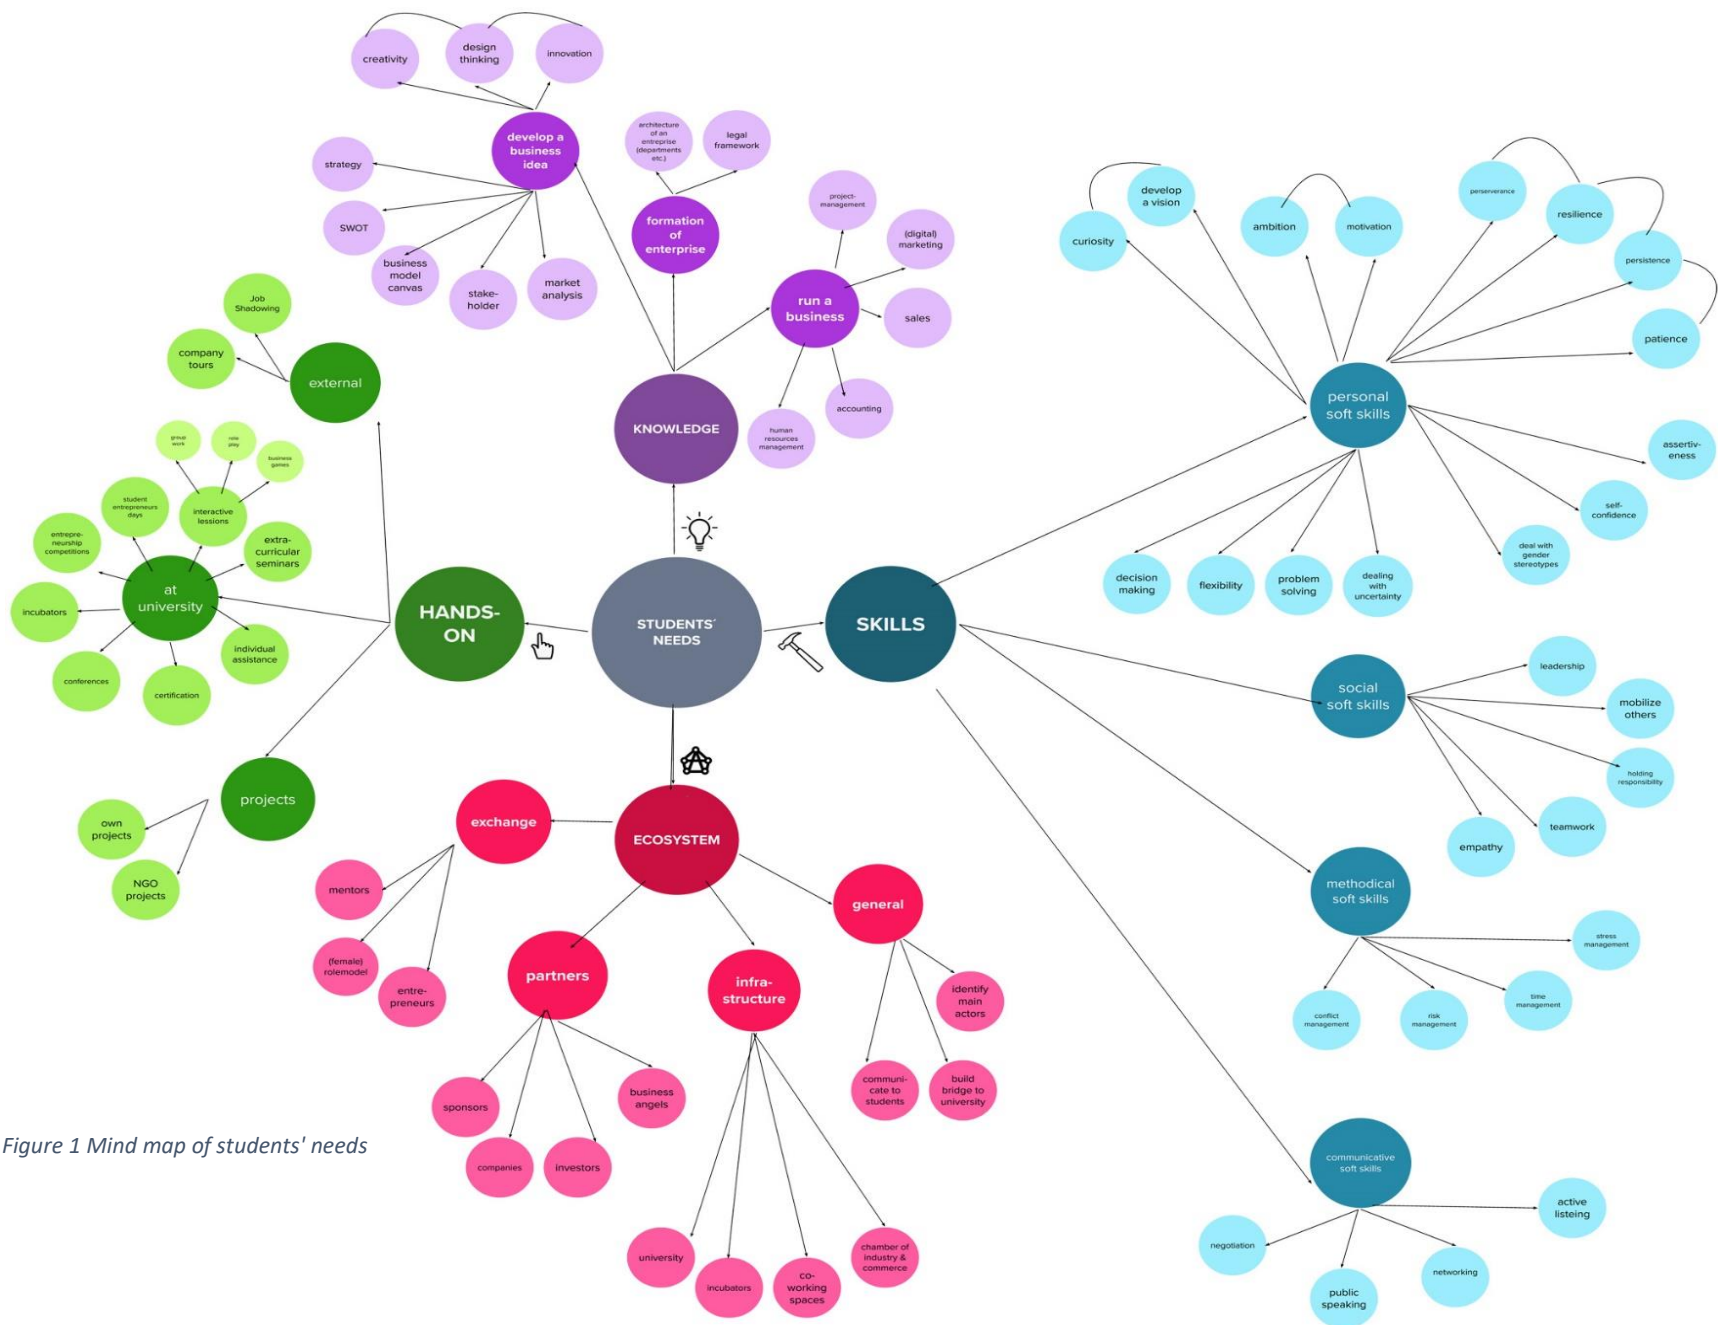 creativity
design
thinking
innovation
develop a
business
idea
strategy
SWOT
business
model
canvas
stake-
holder
market
analysis
architecture
of an
entreprise
(departments
etc.)
legal
framework
formation
of
enterprise
project-
management
(digital)
marketing
run a
business
sales
accounting
human
resources
management
KNOWLEDGE
Job
Shadowing
company
tours
external
group
work
role
play
business
games
interactive
lessions
student
entrepreneurs
days
entrepre-
neurship
competitions
extra-
curricular
seminars
at
university
incubators
conferences
certification
individual
assistance
HANDS-
ON
STUDENTS´
NEEDS
SKILLS
projects
own
projects
NGO
projects
ECOSYSTEM
exchange
mentors
(female)
rolemodel
entre-
preneurs
partners
sponsors
companies
investors
business
angels
infra-
structure
university
incubators
co-
working
spaces
chamber of
industry &
commerce
general
identify
main
actors
communi-
cate to
students
build
bridge to
university
curiosity
develop
a vision
ambition
motivation
perserverance
resilience
persistence
patience
personal
soft skills
assertiv-
eness
self-
confidence
deal with
gender
stereotypes
dealing
with
uncertainty
problem
solving
flexibility
decision
making
social
soft skills
leadership
mobilize
others
holding
responsibility
teamwork
empathy
methodical
soft skills
stress
management
time
management
risk
management
conflict
management
communicative
soft skills
active
listeing
networking
public
speaking
negotiation
Figure 1 Mind map of students' needs